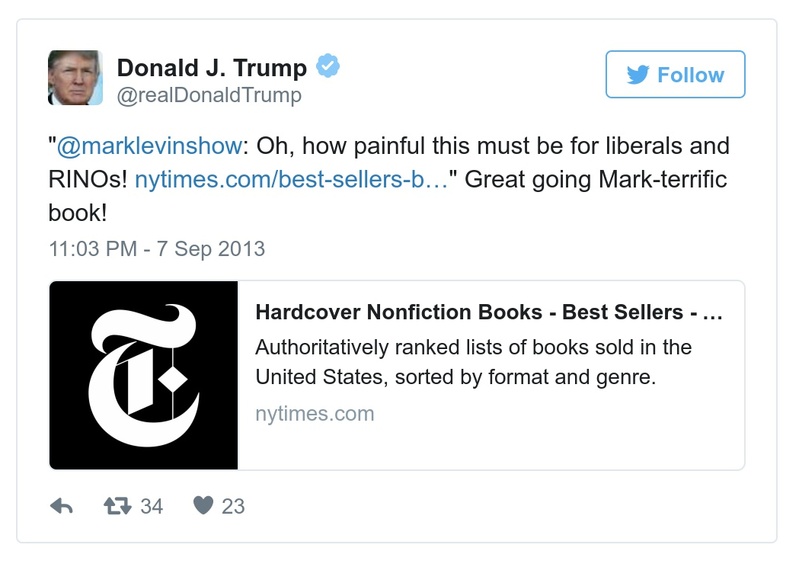 Donald J. Trump
@realDonaldTrump
Follow
"@marklevinshow: Oh, how painful this must be for liberals and
RINOs! nytimes.com/best-sellers-b…" Great going Mark-terrific
book!
11:03 PM - 7 Sep 2013
Hardcover Nonfiction Books - Best Sellers - …
Authoritatively ranked lists of books sold in the
United States, sorted by format and genre.
nytimes.com
34 23